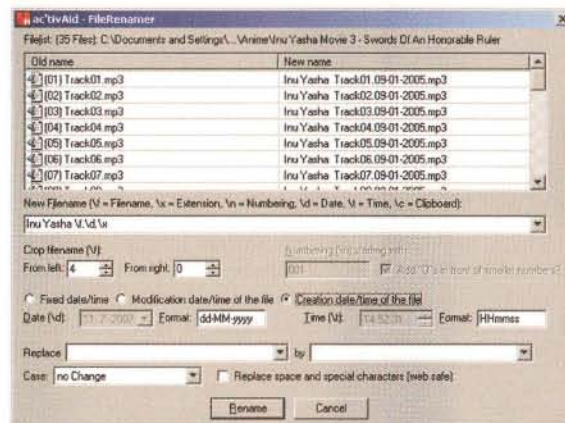 ac'tivAid - FileRenamer
Filelist: (35 Files): C:\Documents and Settings\...\Anime\Inu Yasha Movie 3 - Swords Of An Honorable Ruler
Old name New name
(01) Track01.mp3 Inu Yasha Track01.09-01-2005.mp3
(02) Track02.mp3 Inu Yasha Track02.09-01-2005.mp3
(03) Track03.mp3 Inu Yasha Track03.09-01-2005.mp3
(04) Track04.mp3 Inu Yasha Track04.09-01-2005.mp3
(05) Track05.mp3 Inu Yasha Track05.09-01-2005.mp3
(06) Track06.mp3 Inu Yasha Track06.09-01-2005.mp3
(07) Track07.mp3 Inu Yasha Track07.09-01-2005.mp3
New Filename (\f = Filename, \x = Extension, \n = Numbering, \d = Date, \t = Time, \c = Clipboard):
Inu Yasha \f.\d.\x
Crop filename (\f) Numbering (\n) starting with:
From left: 4 From right: 0 001 Add "0"s in front of smaller numbers?
Fixed date/time Modification date/time of the file Creation date/time of the file
Date (\d) 11. 7.2007 Format: dd-MM-yyyy Time (\t): 14:52:31 Format: HHmmss
Replace by
Case: no Change Replace space and special characters (web safe)
Rename Cancel